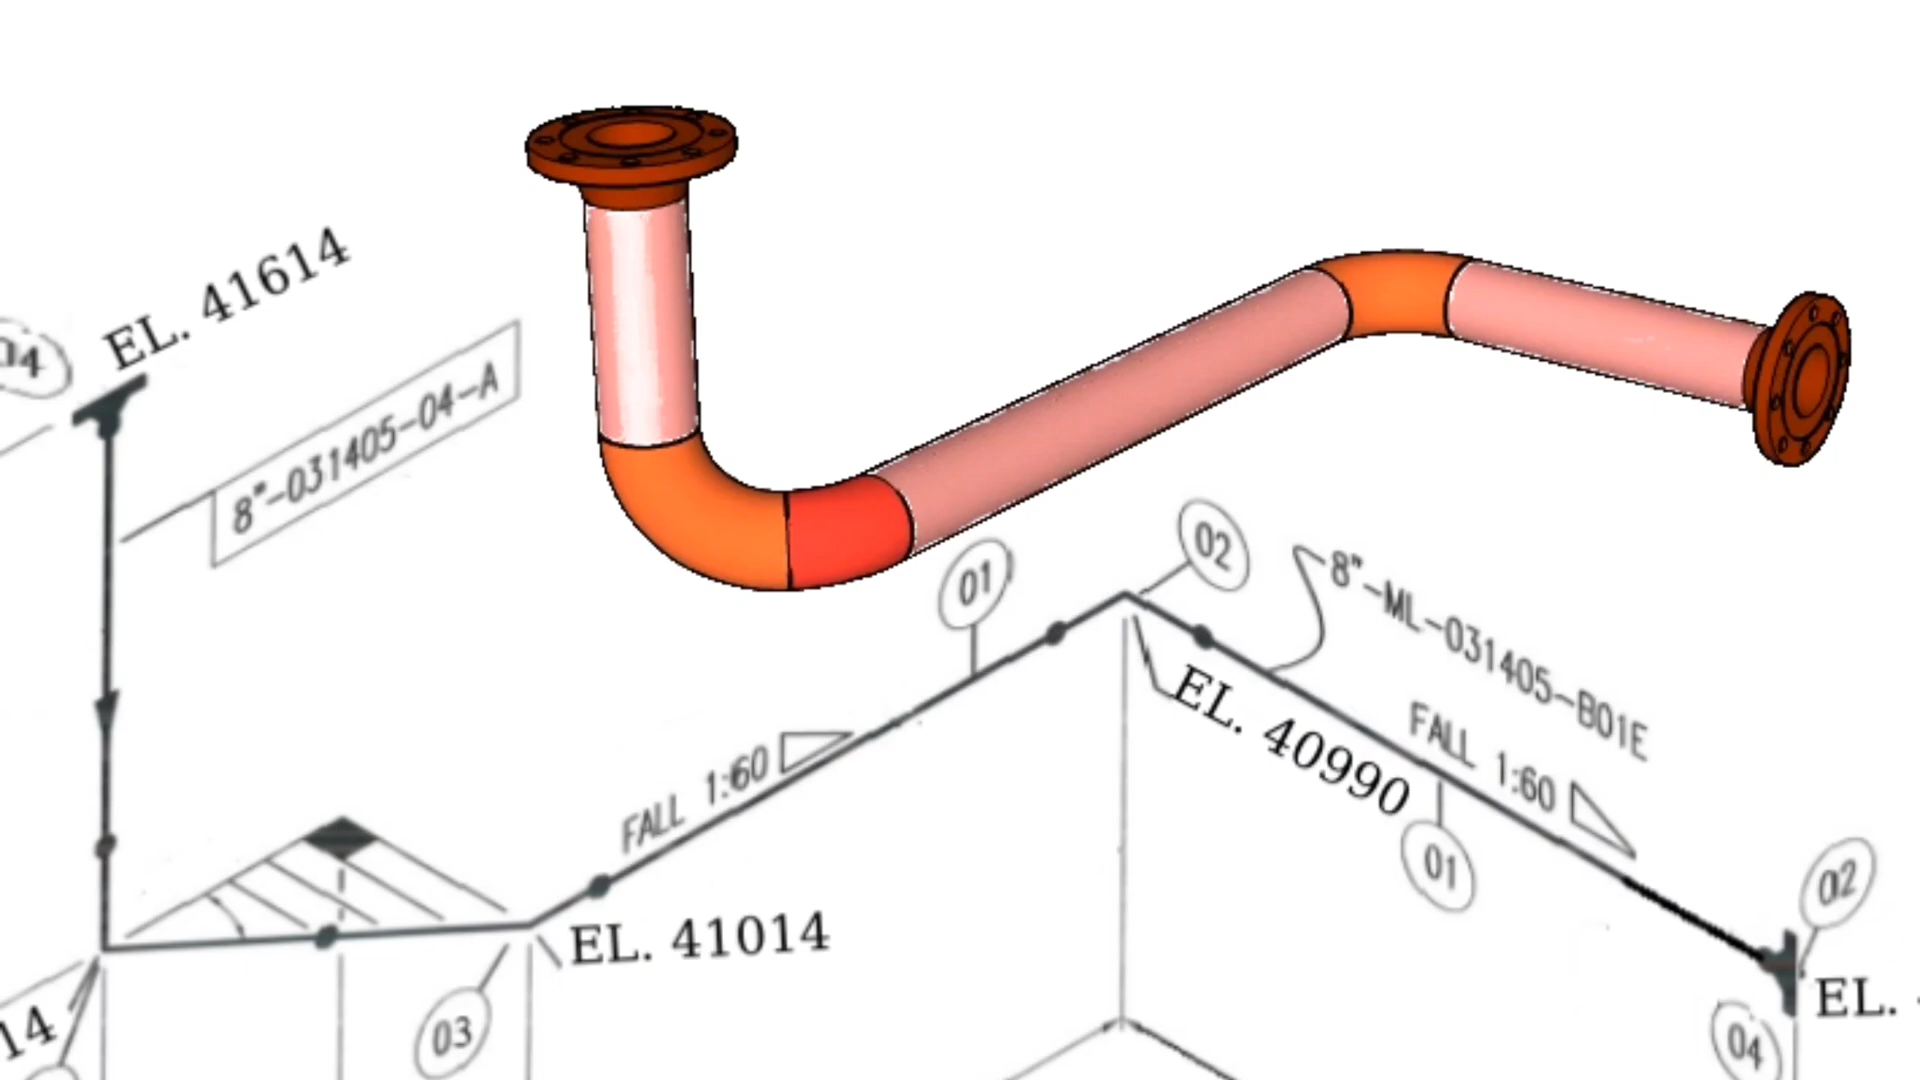 04
EL. 41614
8"-031405-04-A
01
02
8"-ML-031405-B01E
EL. 40990
FALL 1:60
FALL 1:60
01
02
EL. 41014
EL.
03
14
04